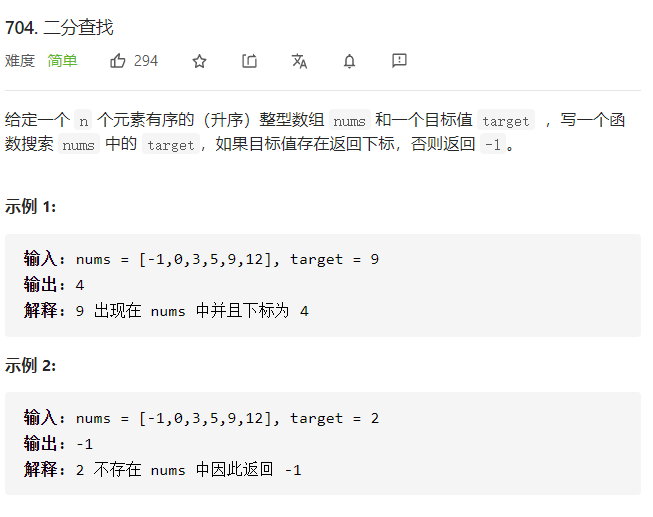 704. 二分查找
难度 简单 294
给定一个 n 个元素有序的（升序）整型数组 nums 和一个目标值 target ，写一个函
数搜索 nums 中的 target，如果目标值存在返回下标，否则返回 -1。
示例 1:
输入: nums = [-1,0,3,5,9,12], target = 9
输出: 4
解释: 9 出现在 nums 中并且下标为 4
示例 2:
输入: nums = [-1,0,3,5,9,12], target = 2
输出: -1
解释: 2 不存在 nums 中因此返回 -1